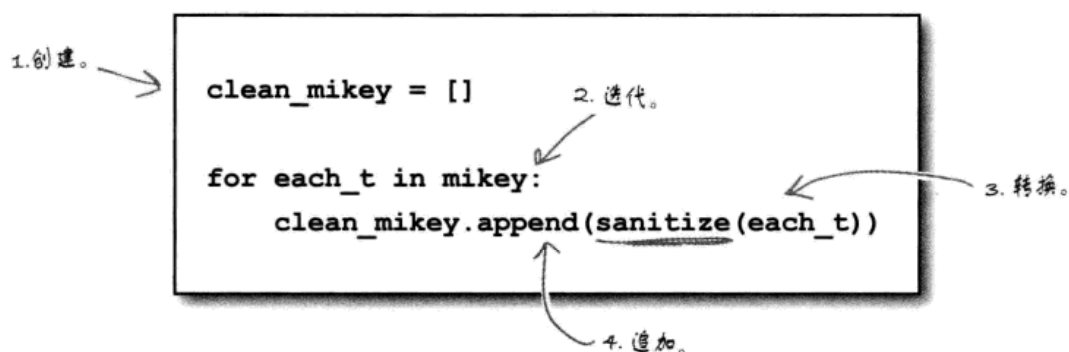 1.创建。
clean_mikey = []
2. 迭代。
for each_t in mikey:
3. 转换。
    clean_mikey.append(sanitize(each_t))
4. 追加。